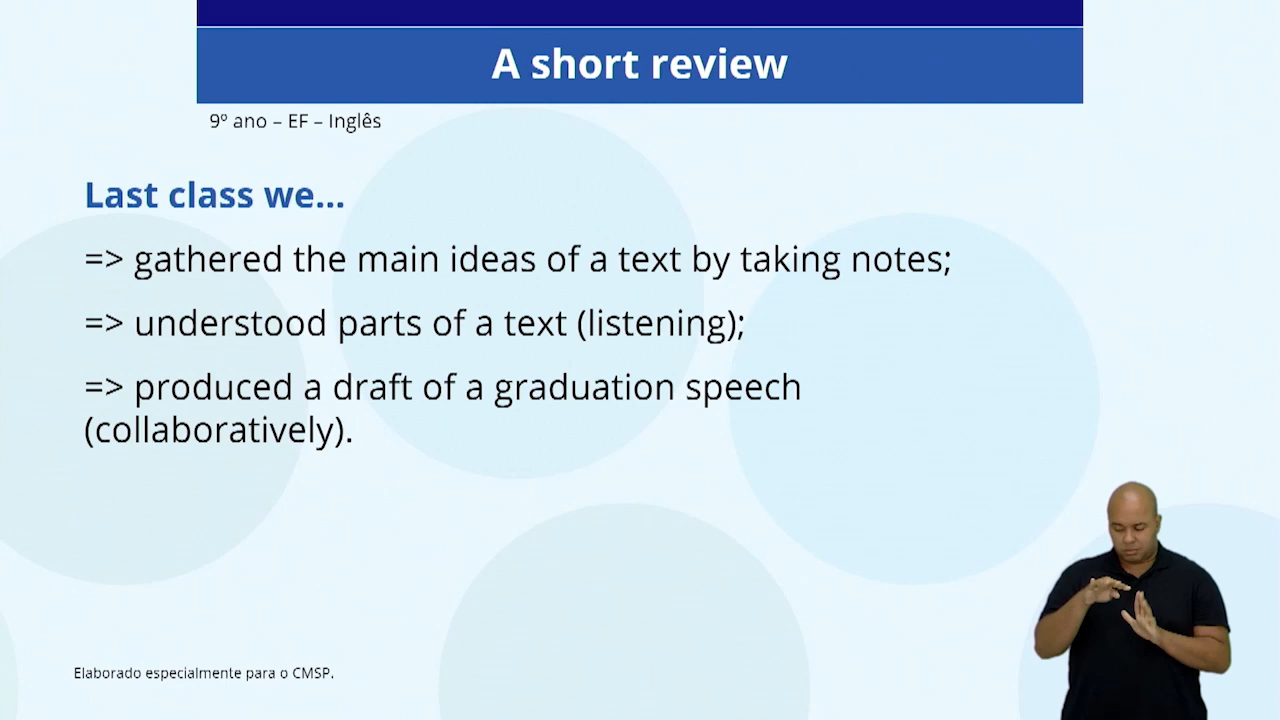 A short review
9º ano – EF – Inglês
Last class we...
=> gathered the main ideas of a text by taking notes;
=> understood parts of a text (listening);
=> produced a draft of a graduation speech
(collaboratively).
Elaborado especialmente para o CMSP.